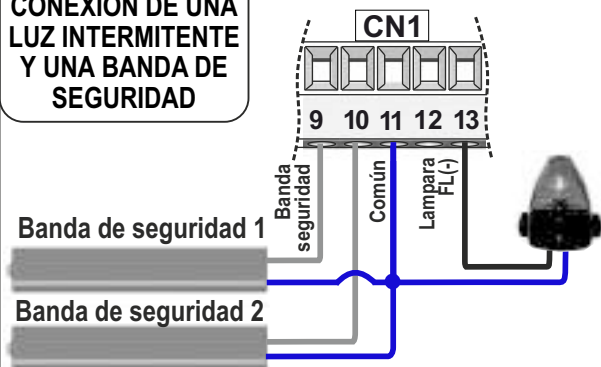 CONEXIÓN DE UNA
LUZ INTERMITENTE
Y UNA BANDA DE
SEGURIDAD
CN1
9 10 11 12 13
Banda
seguridad
Común
Lampara
FL(-)
Banda de seguridad 1
Banda de seguridad 2